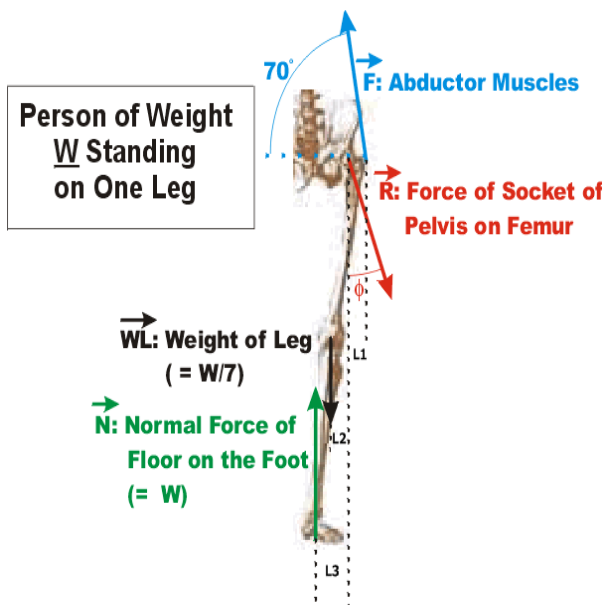 70°
F: Abductor Muscles
Person of Weight
W Standing
on One Leg
R: Force of Socket of
Pelvis on Femur
ϕ
WL: Weight of Leg
( = W/7)
L1
N: Normal Force of
Floor on the Foot
(= W)
L2
L3